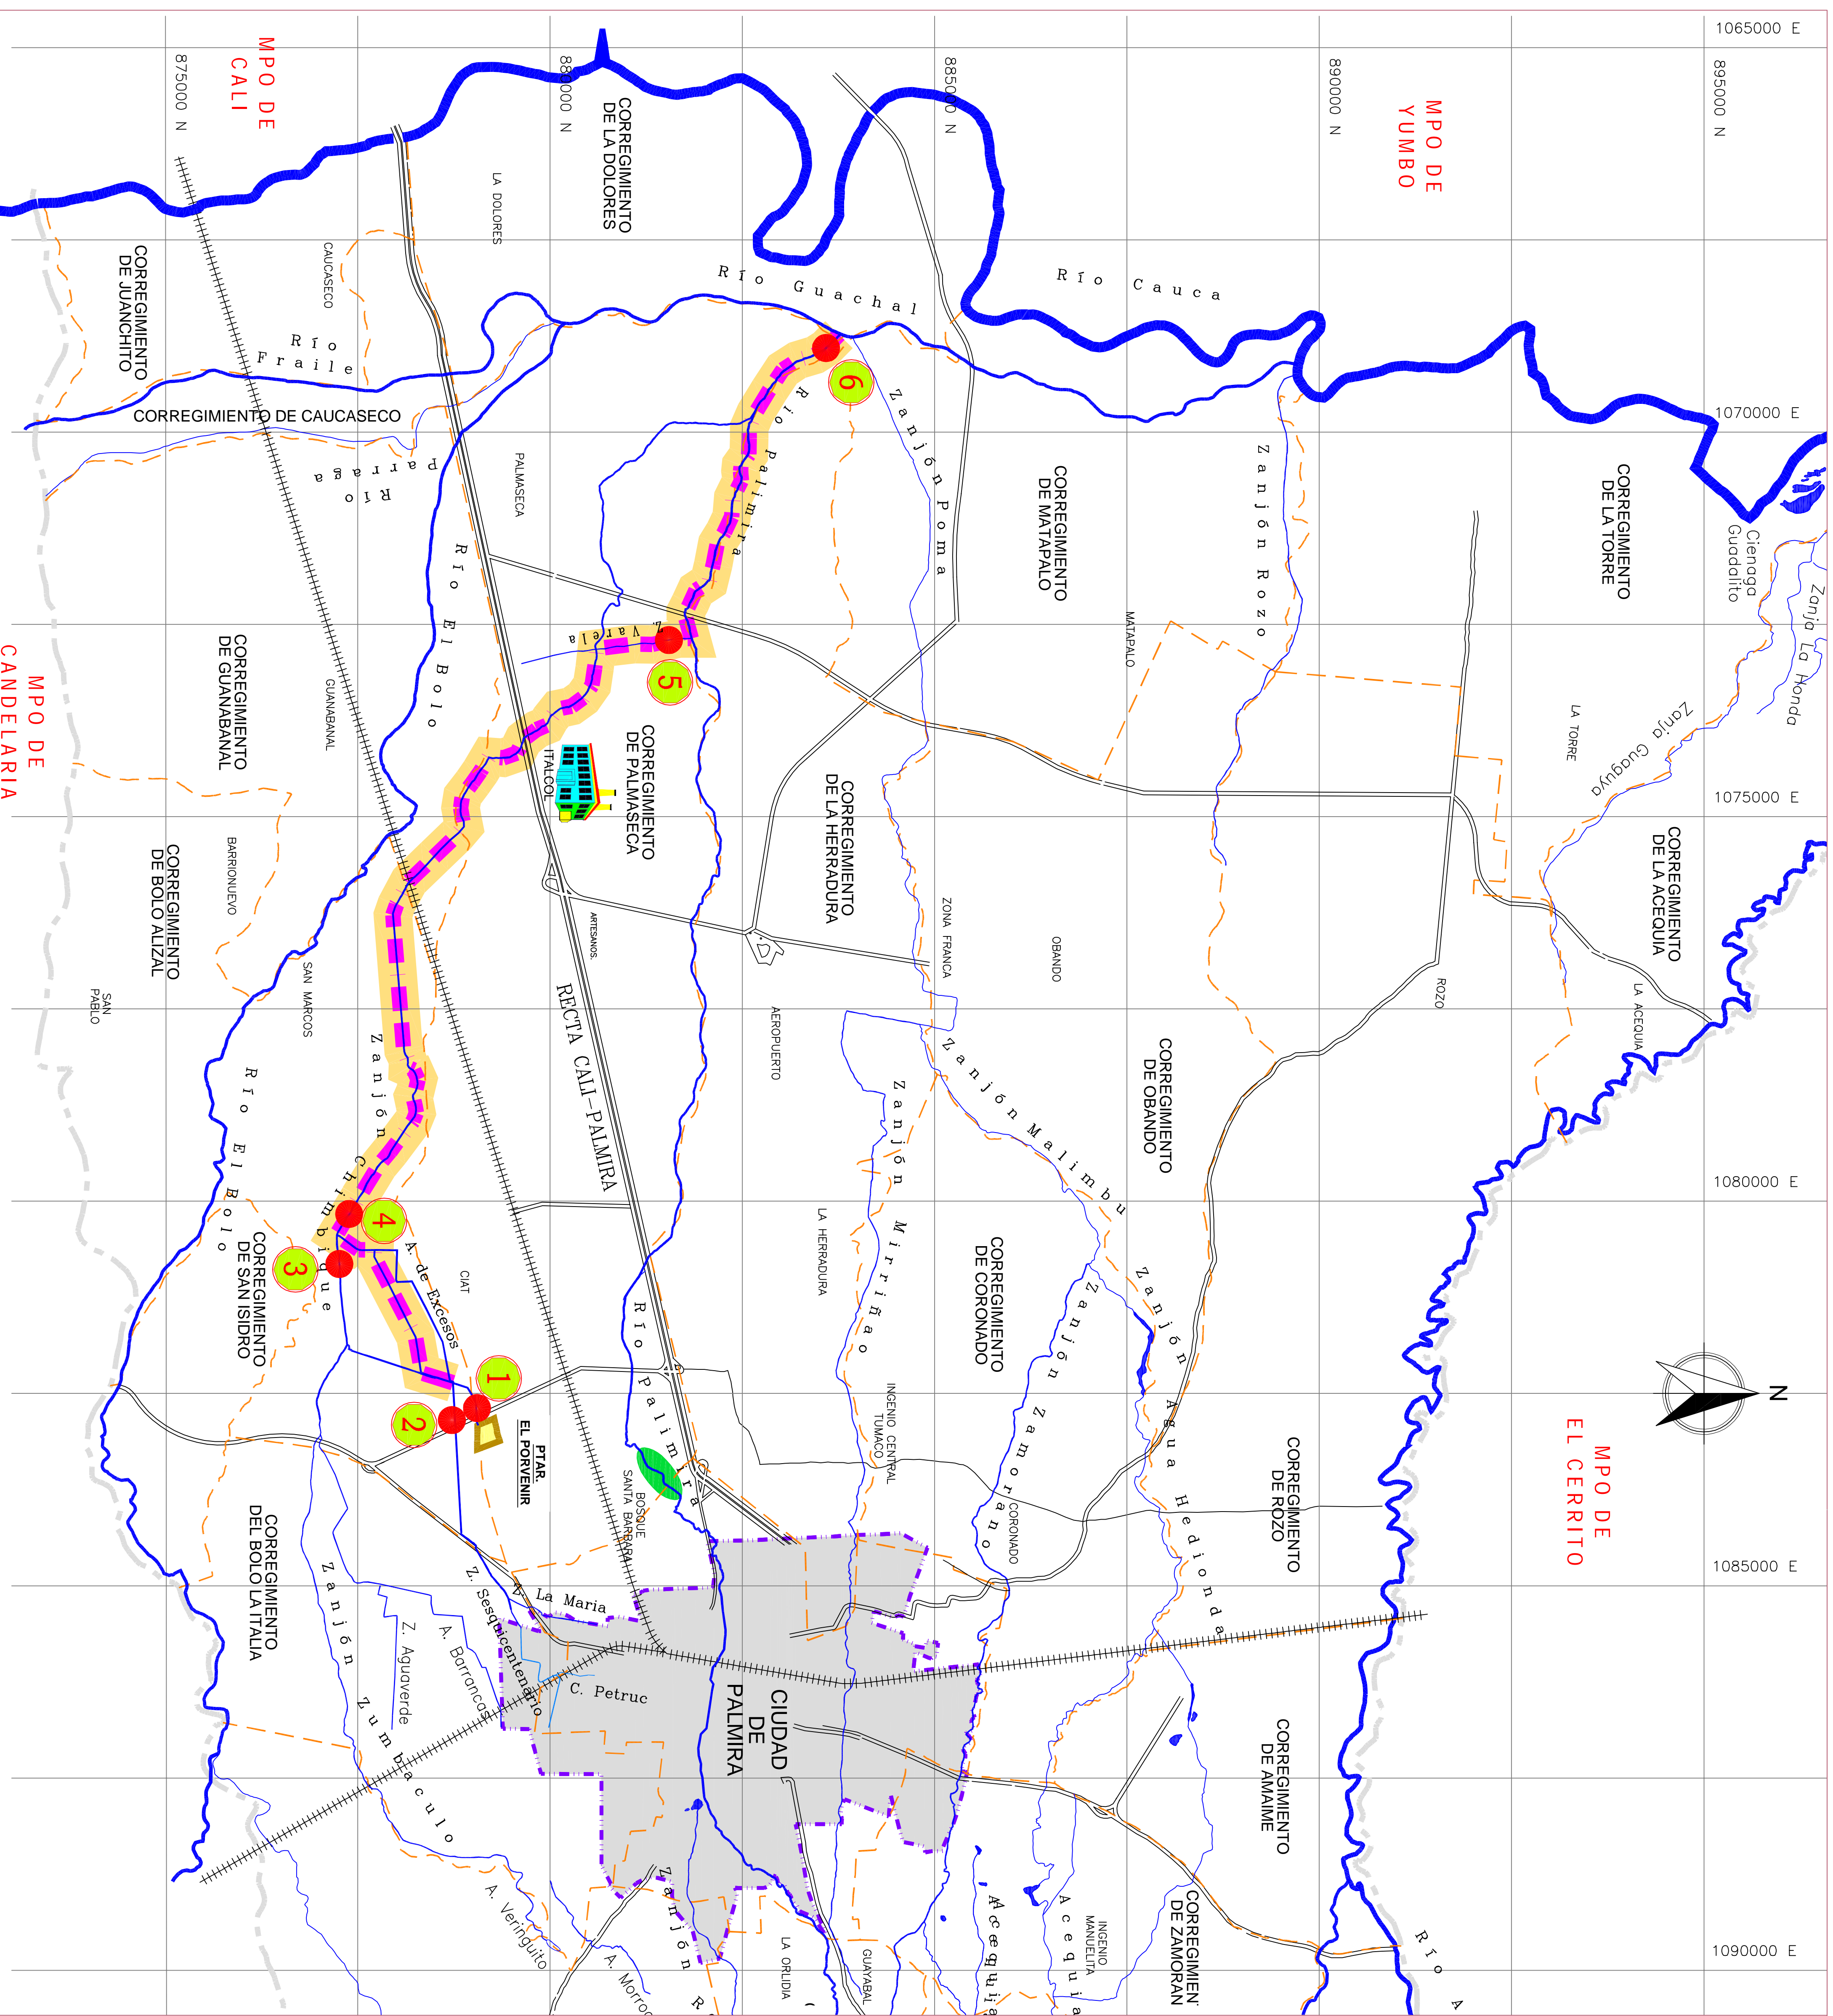 1065000 E
1070000 E
1075000 E
1080000 E
1085000 E
1090000 E
895000 N
890000 N
885000 N
880000 N
875000 N
MPO DE
YUMBO
MPO DE
CALI
MPO DE
CANDELARIA
MPO DE
EL CERRITO
N
Cienaga
Guadalito
Zanja La Honda
Zanja Guaguya
CORREGIMIENTO
DE LA TORRE
LA TORRE
CORREGIMIENTO
DE LA ACEQUIA
LA ACEQUIA
ROZO
Río Cauca
Río Guachal
Zanjón Rozo
CORREGIMIENTO
DE MATAPALO
MATAPALO
Zanjón Poma
CORREGIMIENTO
DE LA DOLORES
LA DOLORES
CORREGIMIENTO
DE JUANCHITO
CAUCASECO
Río
Fraile
CORREGIMIENTO DE CAUCASECO
Río
Parraga
PALMASECA
Río El Bolo
Río Palimira
6
5
Z. Varela
ITALCOL
CORREGIMIENTO
DE PALMASECA
CORREGIMIENTO
DE LA HERRADURA
CORREGIMIENTO
DE GUANABANAL
GUANABANAL
CORREGIMIENTO
DE BOLO ALIZAL
BARRIONUEVO
SAN MARCOS
SAN
PABLO
ARTESANOS.
RECTA CALI-PALMIRA
ZONA FRANCA
AEROPUERTO
OBANDO
CORREGIMIENTO
DE OBANDO
Zanjón Malimbu
Zanjón Mirriñao
LA HERRADURA
Zanjón Chimbique
Río El Bolo
4
3
1
2
A. de Excesos
CIAT
CORREGIMIENTO
DE SAN ISIDRO
CORREGIMIENTO
DE CORONADO
Zanjón Zamorano
Zanjón Agua Hedionda
CORREGIMIENTO
DE ROZO
INGENIO CENTRAL
TUMACO
CORONADO
Río Palimira
PTAR.
EL PORVENIR
BOSQUE
SANTA BARBARA
CORREGIMIENTO
DEL BOLO LA ITALIA
Zanjón Zumbaculo
Z. Sesquicentenario
La Maria
Z. Aguaverde
A. Barrancas
C. Petruc
CIUDAD
DE
PALMIRA
CORREGIMIENTO
DE AMAIME
CORREGIMIEN
DE ZAMORAN
INGENIO
MANUELITA
Acequia
Acequia
GUAYABAL
LA ORLIDIA
Zanjón
A. Veringuito
A. Morroc
R
Río A